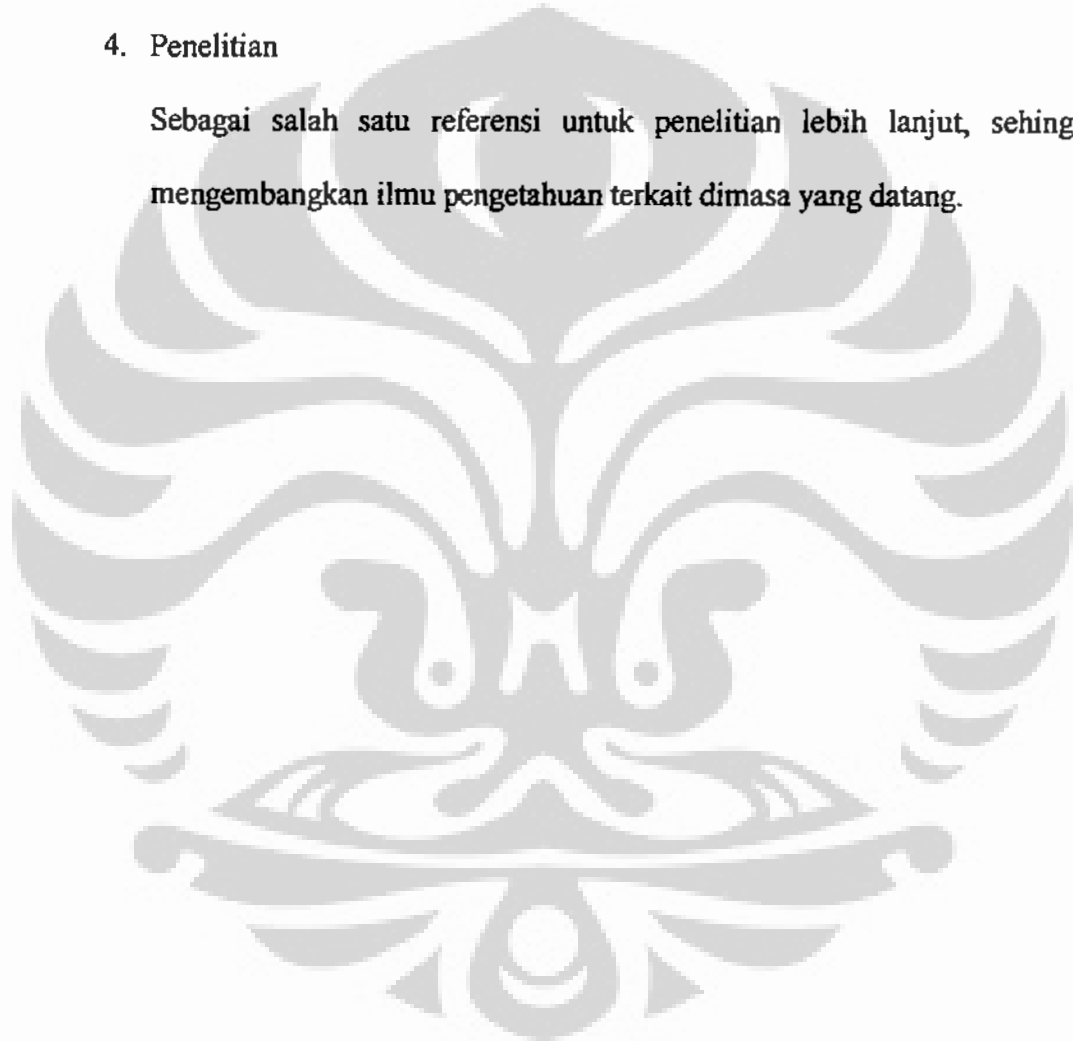 4. Penelitian
Sebagai salah satu referensi untuk penelitian lebih lanjut, sehing
mengembangkan ilmu pengetahuan terkait dimasa yang datang.